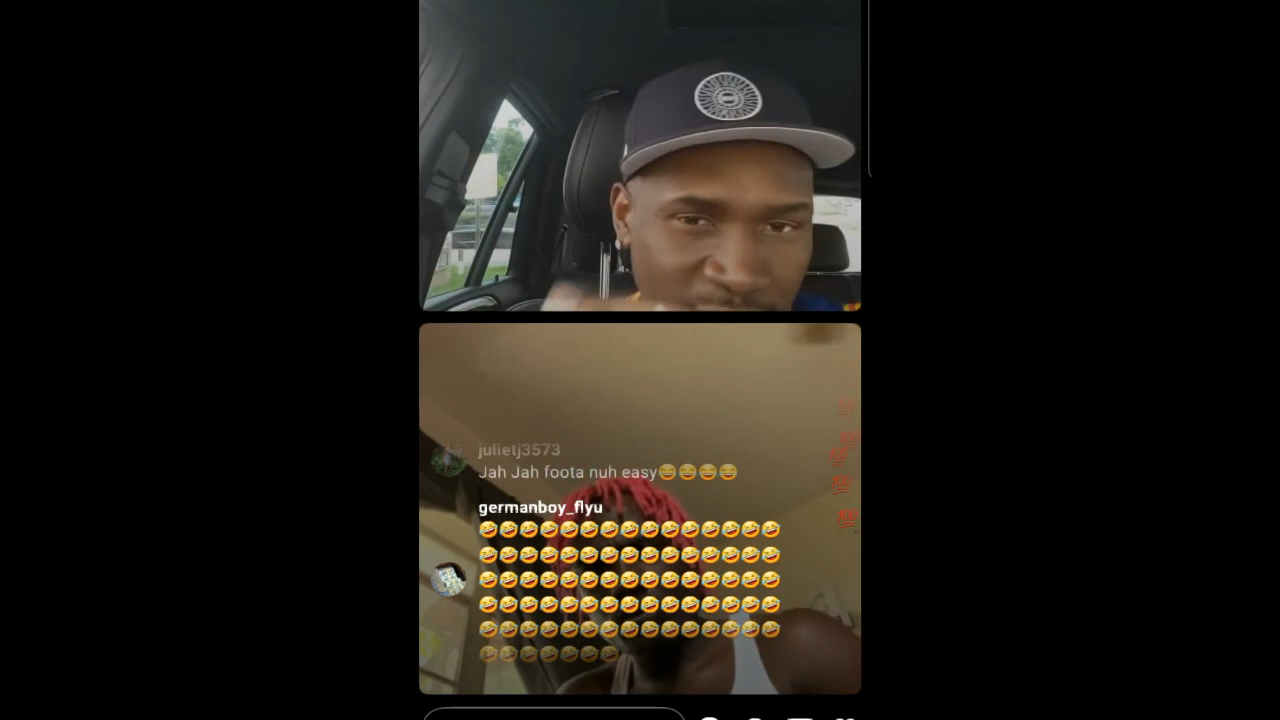 julietj3573
Jah Jah foota nuh easy😂😂😂😂
germanboy_flyu
🤣🤣🤣🤣🤣🤣🤣🤣🤣🤣🤣🤣🤣🤣🤣
🤣🤣🤣🤣🤣🤣🤣🤣🤣🤣🤣🤣🤣🤣🤣
🤣🤣🤣🤣🤣🤣🤣🤣🤣🤣🤣🤣🤣🤣🤣
🤣🤣🤣🤣🤣🤣🤣🤣🤣🤣🤣🤣🤣🤣🤣
🤣🤣🤣🤣🤣🤣🤣🤣🤣🤣🤣🤣🤣🤣🤣
🤣🤣🤣🤣🤣🤣🤣